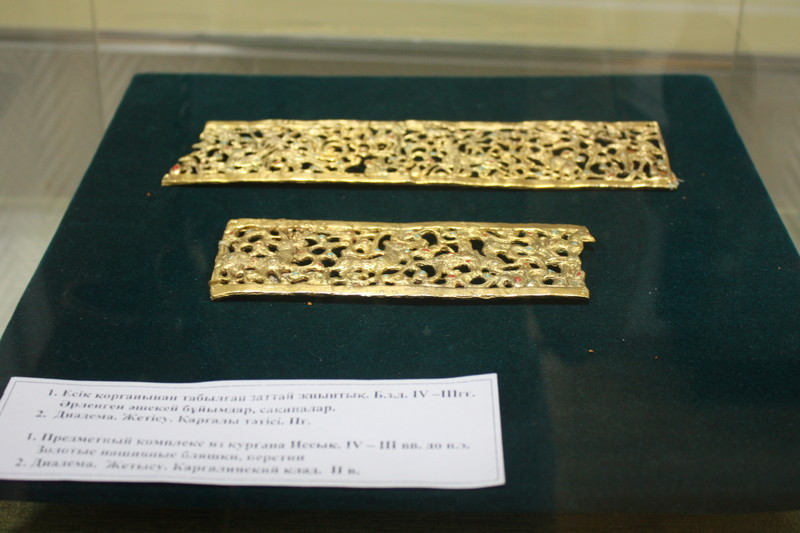 1. Есік қорғанынан табылған заттай жиынтық. Б.з.д. IV –IIIғғ.
Әрленген әшекей бұйымдар, сақиналар.
2. Диадема. Жетісу. Қарғалы тәтісі. IIғ.
1. Предметный комплекс из кургана Иссык. IV – III вв. до н.э.
Золотые нашивные бляшки, перстни
2. Диадема. Жетысу. Каргалинский клад. II в.